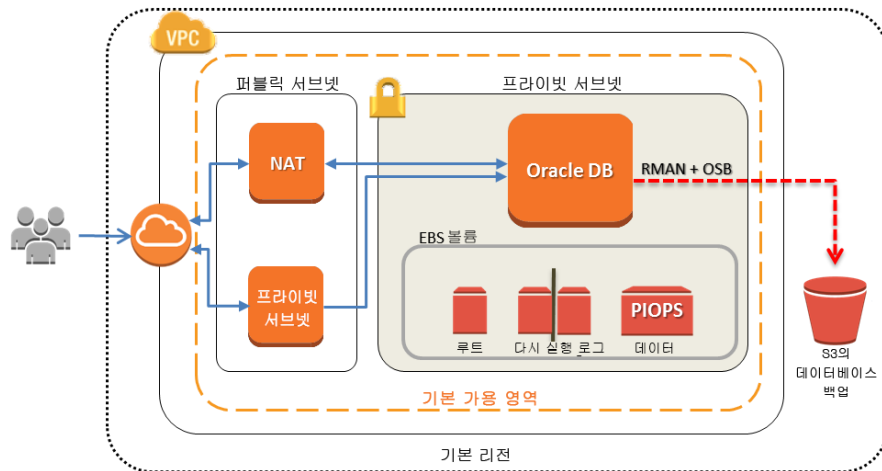 VPC
퍼블릭 서브넷
프라이빗 서브넷
NAT
Oracle DB
RMAN + OSB
EBS 볼륨
프라이빗
서브넷
PIOPS
루트
다시 실행 로그
데이터
S3의
데이터베이스
백업
기본 가용 영역
기본 리전